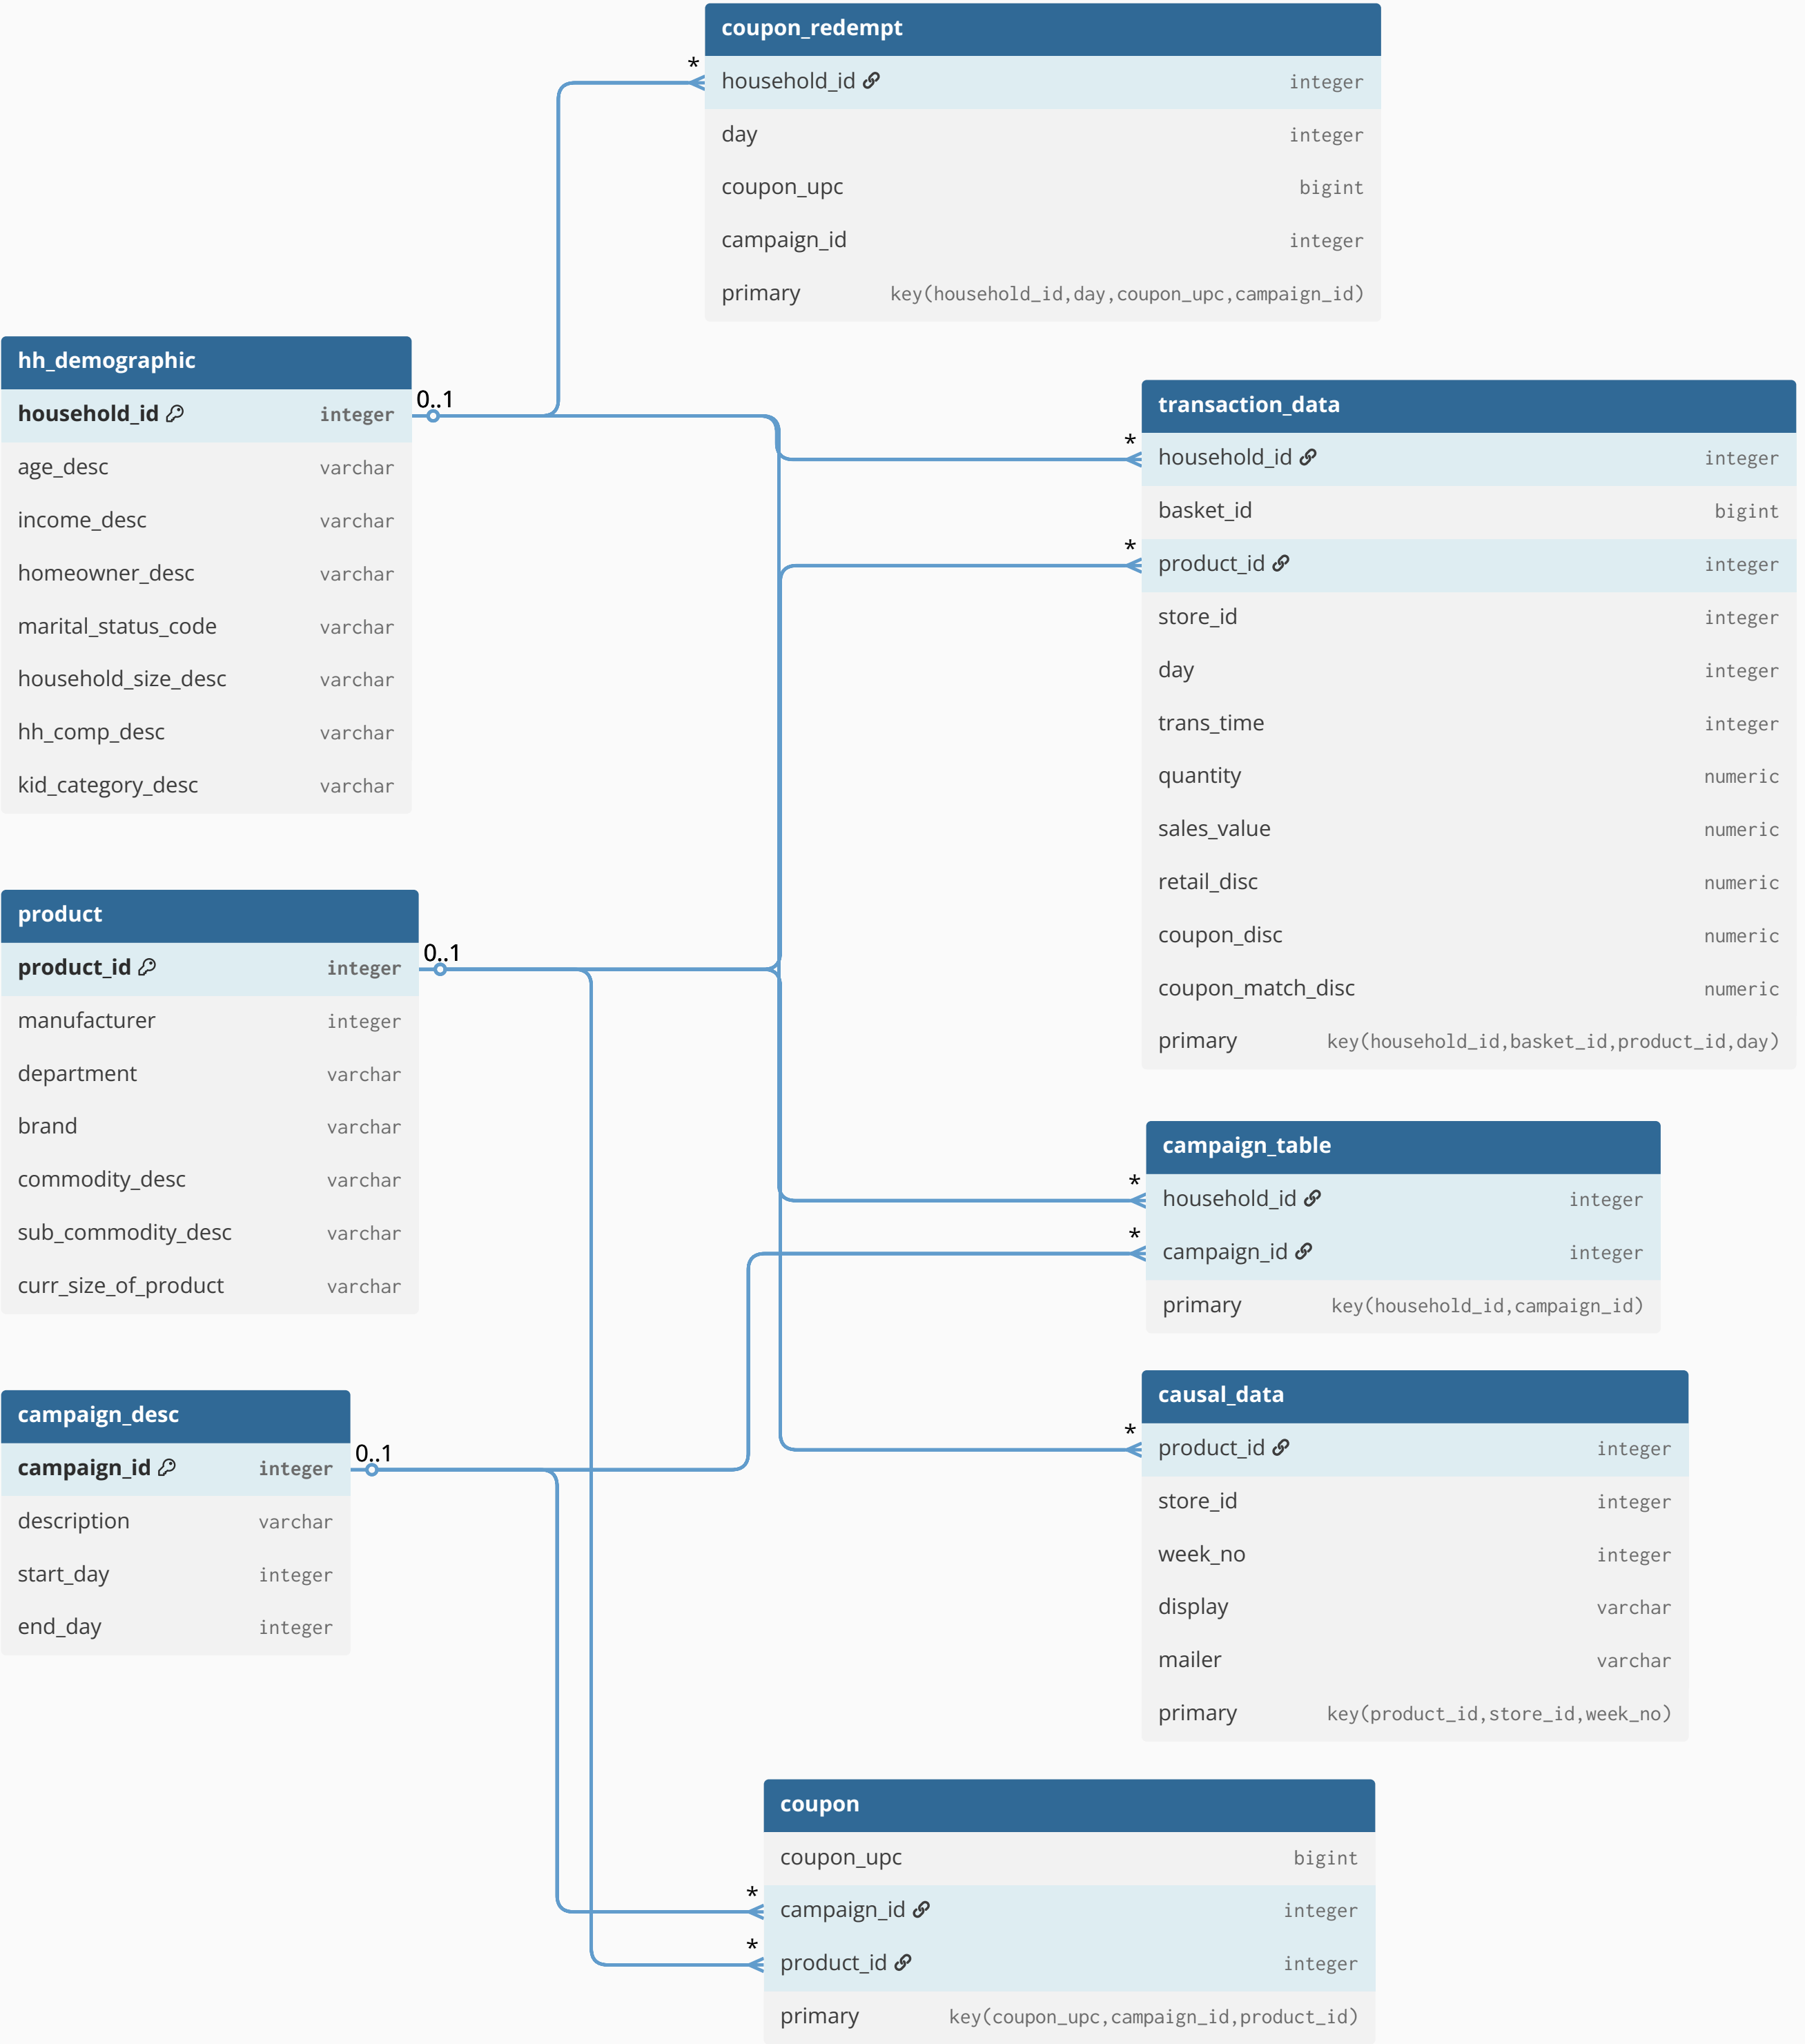 coupon_redempt
*
household_id integer
day integer
coupon_upc bigint
campaign_id integer
primary key(household_id,day,coupon_upc,campaign_id)
hh_demographic
household_id integer
0..1
age_desc varchar
income_desc varchar
homeowner_desc varchar
marital_status_code varchar
household_size_desc varchar
hh_comp_desc varchar
kid_category_desc varchar
transaction_data
*
household_id integer
basket_id bigint
*
product_id integer
store_id integer
day integer
trans_time integer
quantity numeric
sales_value numeric
retail_disc numeric
coupon_disc numeric
coupon_match_disc numeric
primary key(household_id,basket_id,product_id,day)
product
product_id integer
0..1
manufacturer integer
department varchar
brand varchar
commodity_desc varchar
sub_commodity_desc varchar
curr_size_of_product varchar
campaign_table
*
household_id integer
*
campaign_id integer
primary key(household_id,campaign_id)
campaign_desc
campaign_id integer
0..1
description varchar
start_day integer
end_day integer
causal_data
*
product_id integer
store_id integer
week_no integer
display varchar
mailer varchar
primary key(product_id,store_id,week_no)
coupon
coupon_upc bigint
*
campaign_id integer
*
product_id integer
primary key(coupon_upc,campaign_id,product_id)